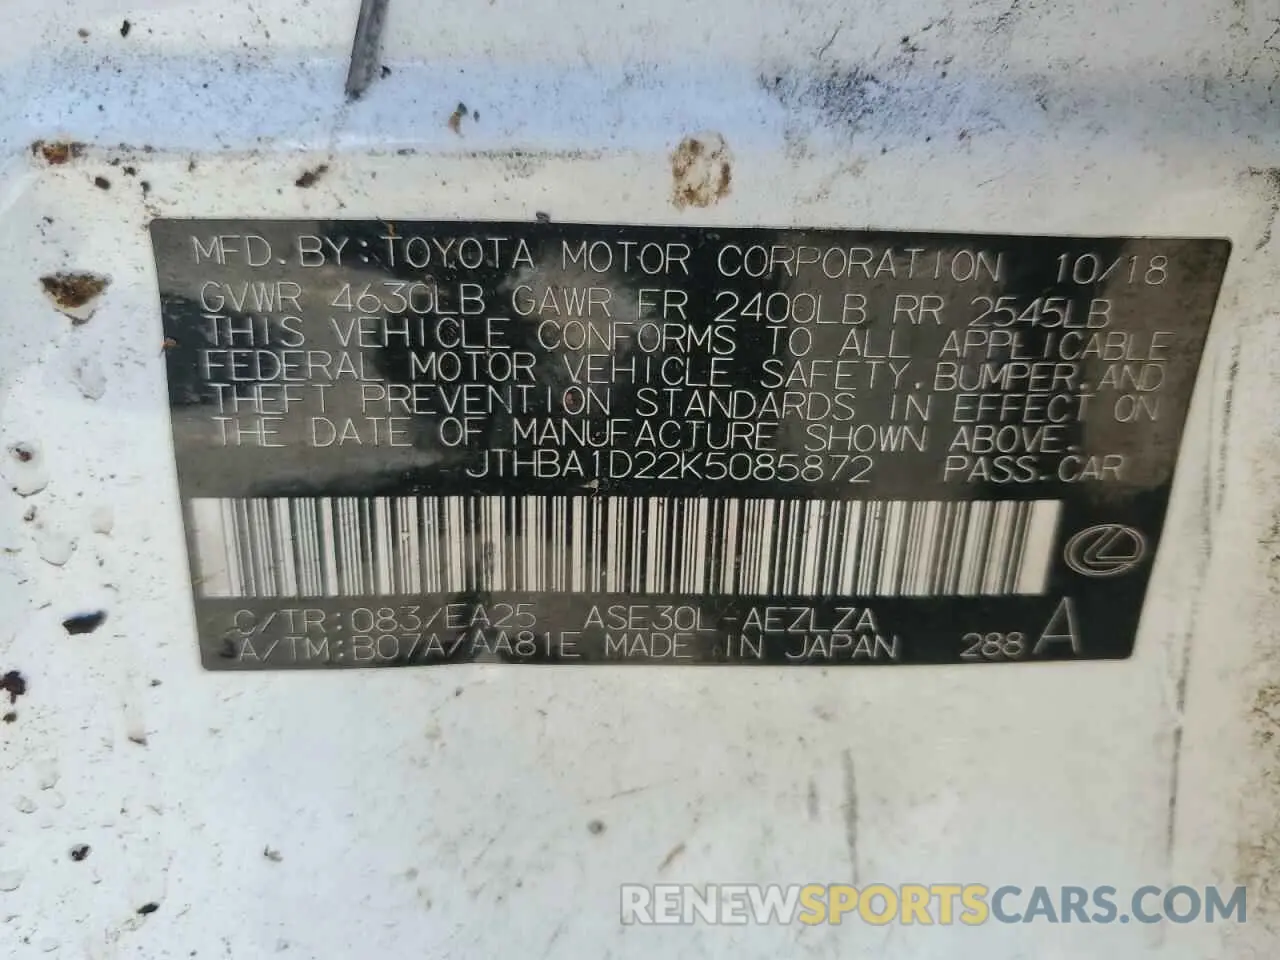 MFD. BY: TOYOTA MOTOR CORPORATION 10/18
GVWR 4630LB GAWR FR 2400LB RR 2545LB
THIS VEHICLE CONFORMS TO ALL APPLICABLE
FEDERAL MOTOR VEHICLE SAFETY, BUMPER, AND
THEFT PREVENTION STANDARDS IN EFFECT ON
THE DATE OF MANUFACTURE SHOWN ABOVE.
JTHBA1D22K5085872 PASS. CAR
C/TR: 083/EA25 ASE30L-AEZLZA
A/TM: B07A/AA81E MADE IN JAPAN 288 A
RENEWSPORTSCARS.COM